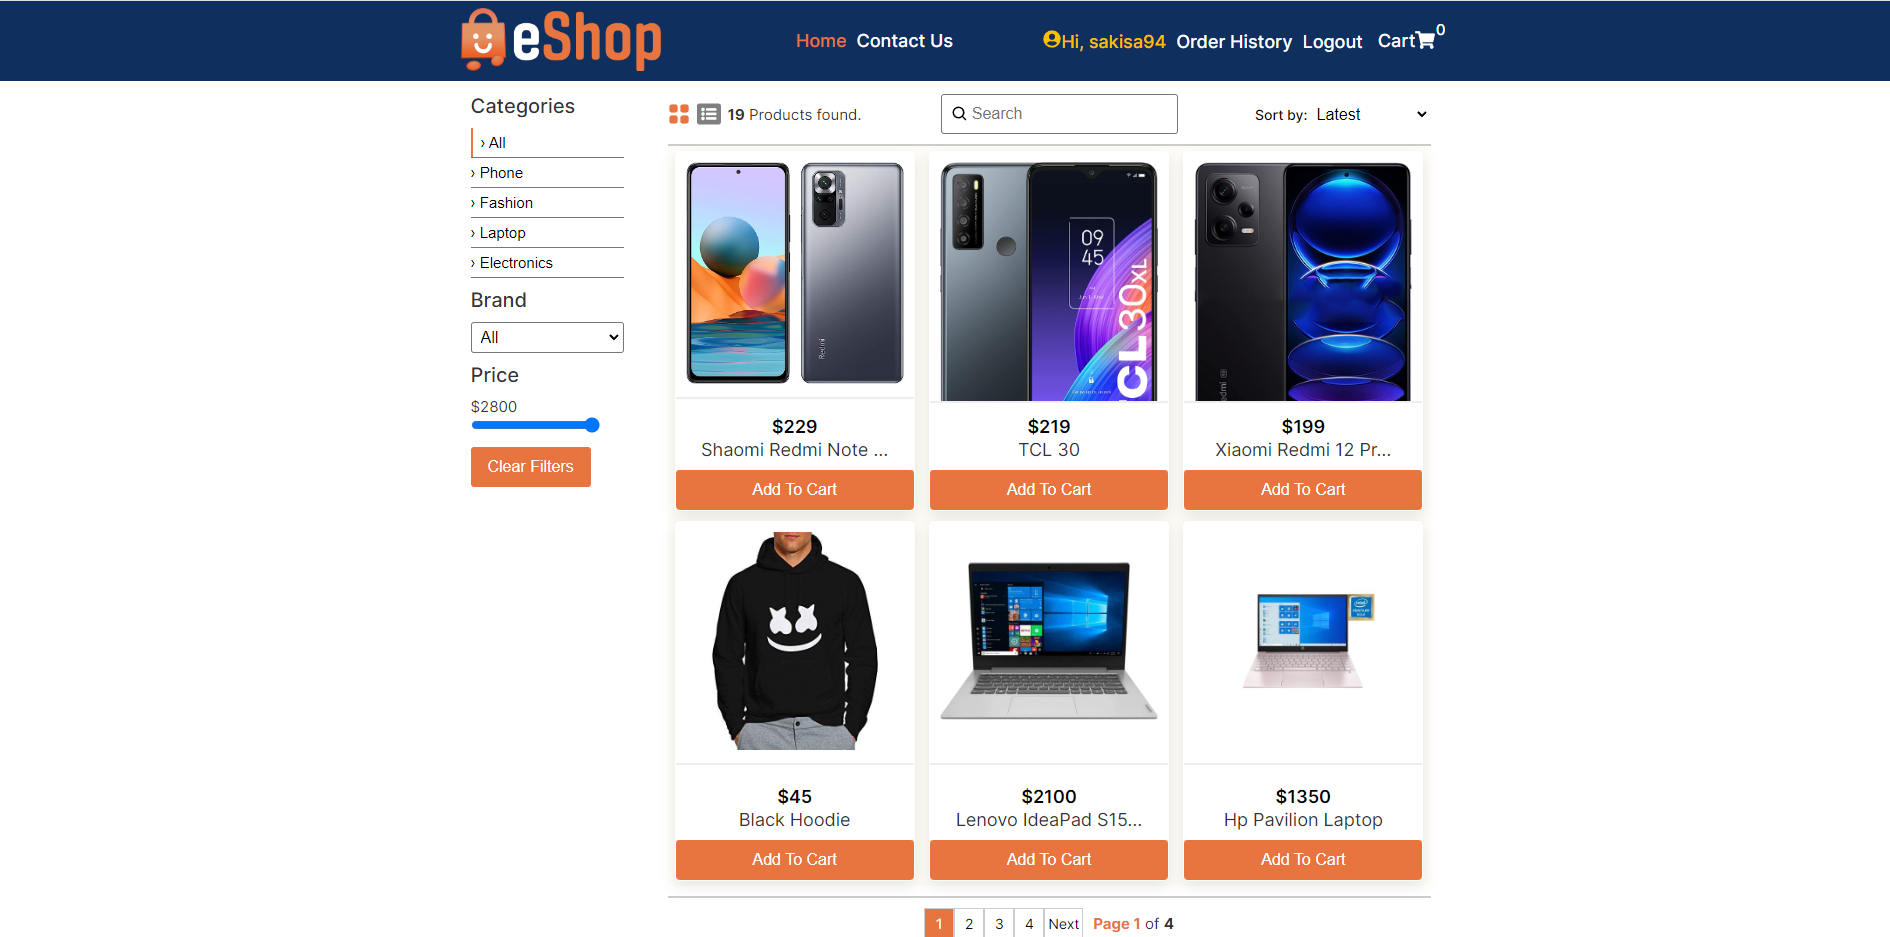 eShop
Home Contact Us
Hi, sakisa94 Order History Logout Cart 0
Categories
› All
› Phone
› Fashion
› Laptop
› Electronics
Brand
All
Price
$2800
Clear Filters
19 Products found.
Search
Sort by: Latest
Redmi
09
45
TCL30XL
Redmi
$229
Shaomi Redmi Note ...
Add To Cart
$219
TCL 30
Add To Cart
$199
Xiaomi Redmi 12 Pr...
Add To Cart
$45
Black Hoodie
Add To Cart
$2100
Lenovo IdeaPad S15...
Add To Cart
$1350
Hp Pavilion Laptop
Add To Cart
1 2 3 4 Next Page 1 of 4